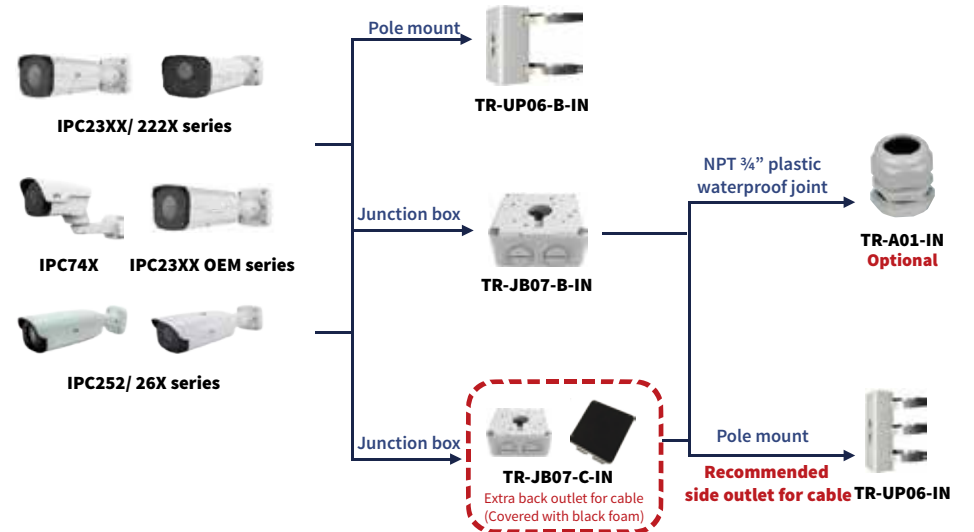 Pole mount
TR-UP06-B-IN
IPC23XX/ 222X series
NPT ¾” plastic
waterproof joint
Junction box
TR-A01-IN
Optional
IPC74X
IPC23XX OEM series
TR-JB07-B-IN
IPC252/ 26X series
Junction box
TR-JB07-C-IN
Extra back outlet for cable
(Covered with black foam)
Pole mount
Recommended
side outlet for cable
TR-UP06-IN